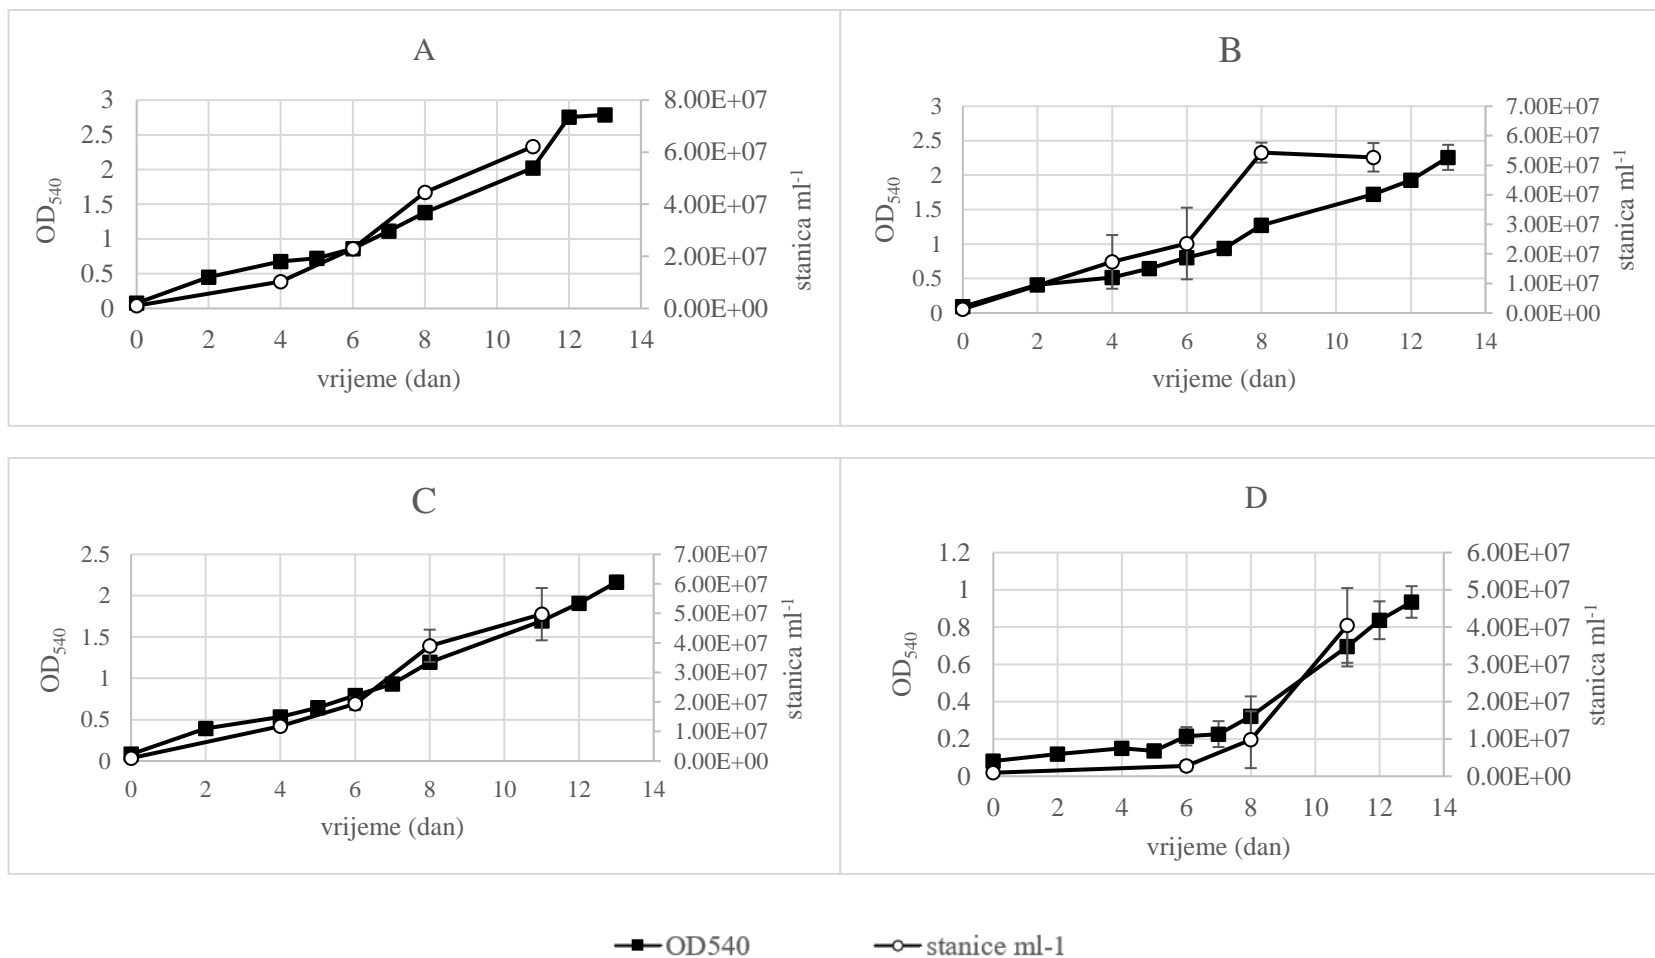 A
OD540
3
2.5
2
1.5
1
0.5
0
8.00E+07
6.00E+07
4.00E+07
2.00E+07
0.00E+00
stanica ml-1
0 2 4 6 8 10 12 14
vrijeme (dan)
B
OD540
3
2.5
2
1.5
1
0.5
0
7.00E+07
6.00E+07
5.00E+07
4.00E+07
3.00E+07
2.00E+07
1.00E+07
0.00E+00
stanica ml-1
0 2 4 6 8 10 12 14
vrijeme (dan)
C
OD540
2.5
2
1.5
1
0.5
0
7.00E+07
6.00E+07
5.00E+07
4.00E+07
3.00E+07
2.00E+07
1.00E+07
0.00E+00
stanica ml-1
0 2 4 6 8 10 12 14
vrijeme (dan)
D
OD540
1.2
1
0.8
0.6
0.4
0.2
0
6.00E+07
5.00E+07
4.00E+07
3.00E+07
2.00E+07
1.00E+07
0.00E+00
stanica ml-1
0 2 4 6 8 10 12 14
vrijeme (dan)
OD540 stanice ml-1